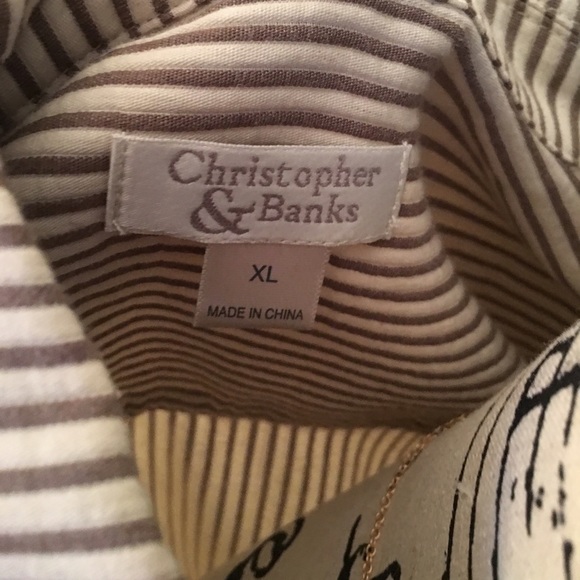 Christopher
& Banks
XL
MADE IN CHINA